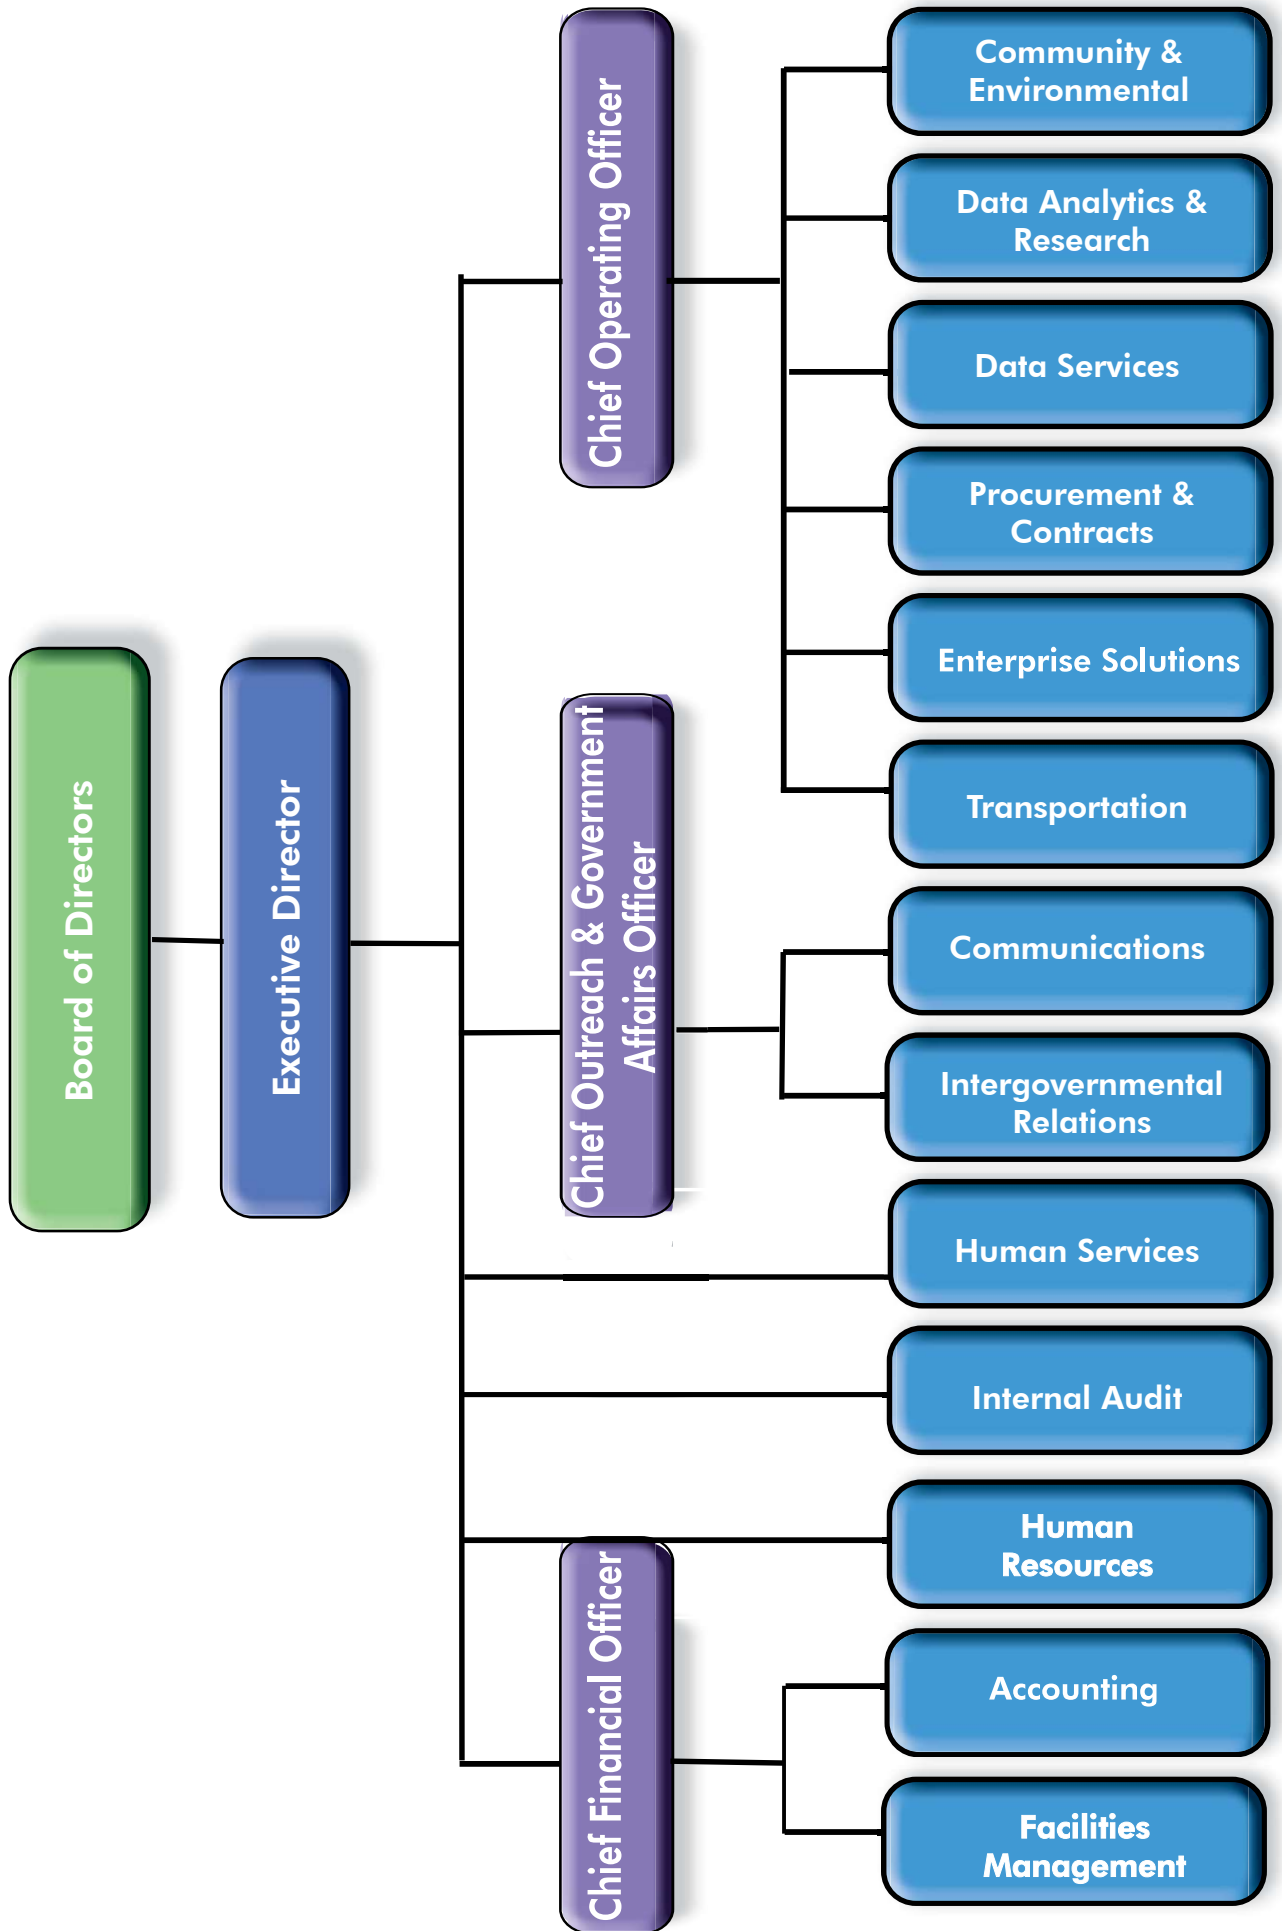 Board of Directors
Executive Director
Chief Operating Officer
Chief Outreach & Government
Affairs Officer
Chief Financial Officer
Community &
Environmental
Data Analytics &
Research
Data Services
Procurement &
Contracts
Enterprise Solutions
Transportation
Communications
Intergovernmental
Relations
Human Services
Internal Audit
Human
Resources
Accounting
Facilities
Management